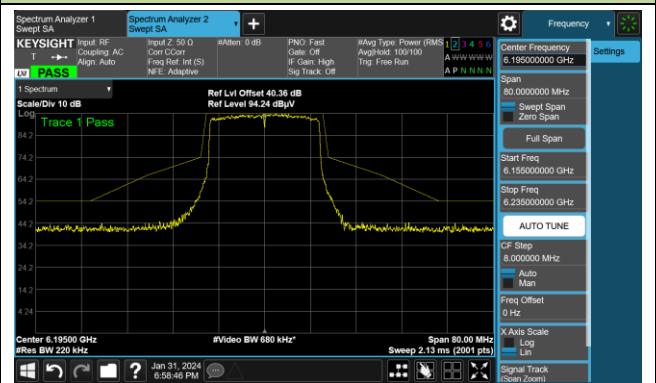 Spectrum Analyzer 1
Swept SA
Spectrum Analyzer 2
Swept SA
+
Frequency
KEYSIGHT
T
LXI PASS
Input: RF
Coupling: AC
Align: Auto
Input Z: 50 Ω
Corr CCorr
Freq Ref: Int (S)
NFE: Adaptive
#Atten: 0 dB
PNO: Fast
Gate: Off
IF Gain: High
Sig Track: Off
#Avg Type: Power (RMS
Avg|Hold: 100/100
Trig: Free Run
1 2 3 4 5 6
A W W W W W
A P N N N N
1 Spectrum
Scale/Div 10 dB
Ref Lvl Offset 40.36 dB
Ref Level 94.24 dBµV
Log
Trace 1 Pass
84.2
74.2
64.2
54.2
44.2
34.2
24.2
14.2
4.24
Center 6.19500 GHz
#Res BW 220 kHz
#Video BW 680 kHz*
Span 80.00 MHz
Sweep 2.13 ms (2001 pts)
Jan 31, 2024
6:58:46 PM
Center Frequency
6.195000000 GHz
Settings
Span
80.0000000 MHz
Swept Span
Zero Span
Full Span
Start Freq
6.155000000 GHz
Stop Freq
6.235000000 GHz
AUTO TUNE
CF Step
8.000000 MHz
Auto
Man
Freq Offset
0 Hz
X Axis Scale
Log
Lin
Signal Track
(Span Zoom)